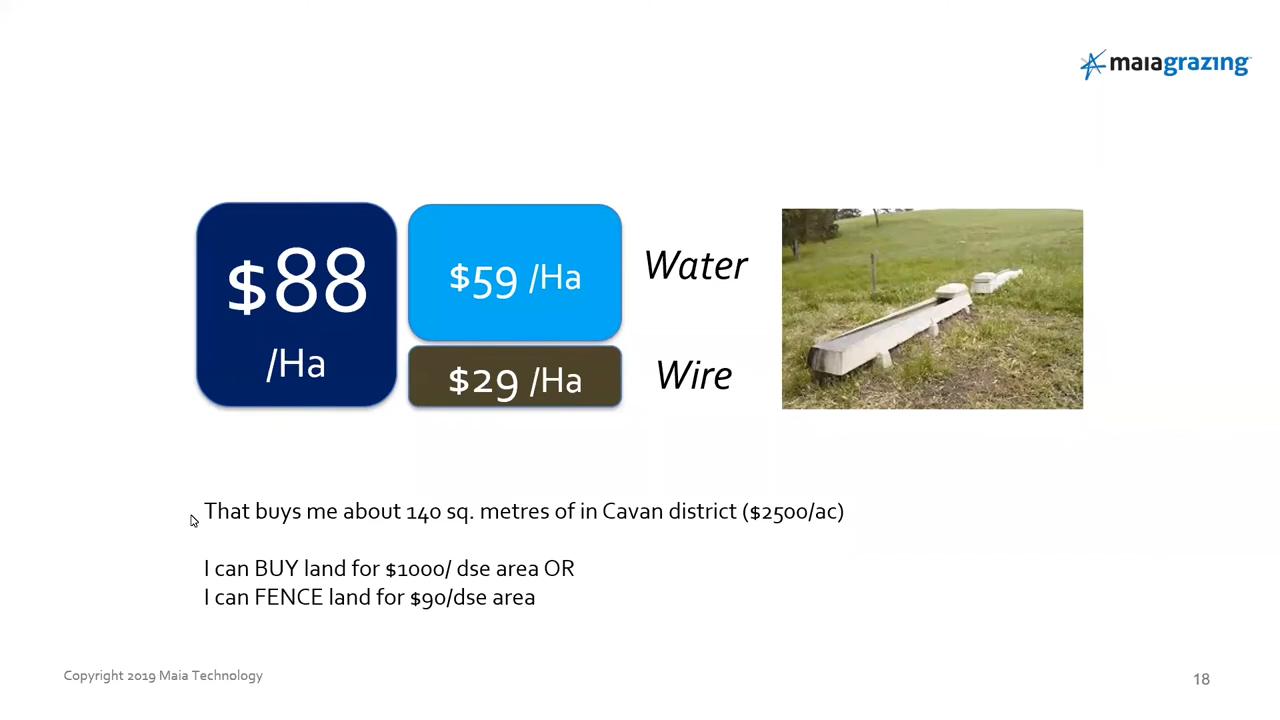 maiagrazing
$88
/Ha
$59 /Ha
Water
$29 /Ha
Wire
That buys me about 140 sq. metres of in Cavan district ($2500/ac)
I can BUY land for $1000/ dse area OR
I can FENCE land for $90/dse area
Copyright 2019 Maia Technology
18